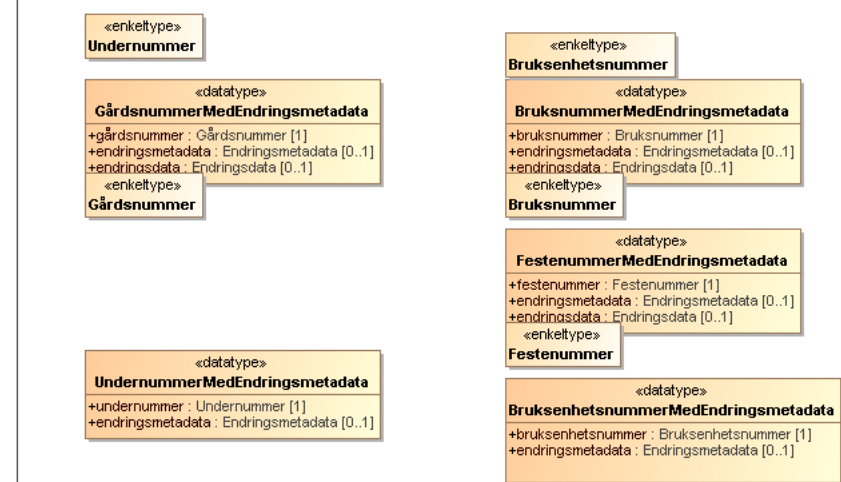 «enkeltype»
Undernummer
«datatype»
GårdsnummerMedEndringsmetadata
+gårdsnummer : Gårdsnummer [1]
+endringsmetadata : Endringsmetadata [0..1]
+endringsdata : Endringsdata [0..1]
«enkeltype»
Gårdsnummer
«datatype»
UndernummerMedEndringsmetadata
+undernummer : Undernummer [1]
+endringsmetadata : Endringsmetadata [0..1]
«enkeltype»
Bruksenhetsnummer
«datatype»
BruksnummerMedEndringsmetadata
+bruksnummer : Bruksnummer [1]
+endringsmetadata : Endringsmetadata [0..1]
+endringsdata : Endringsdata [0..1]
«enkeltype»
Bruksnummer
«datatype»
FestenummerMedEndringsmetadata
+festenummer : Festenummer [1]
+endringsmetadata : Endringsmetadata [0..1]
+endringsdata : Endringsdata [0..1]
«enkeltype»
Festenummer
«datatype»
BruksenhetsnummerMedEndringsmetadata
+bruksenhetsnummer : Bruksenhetsnummer [1]
+endringsmetadata : Endringsmetadata [0..1]